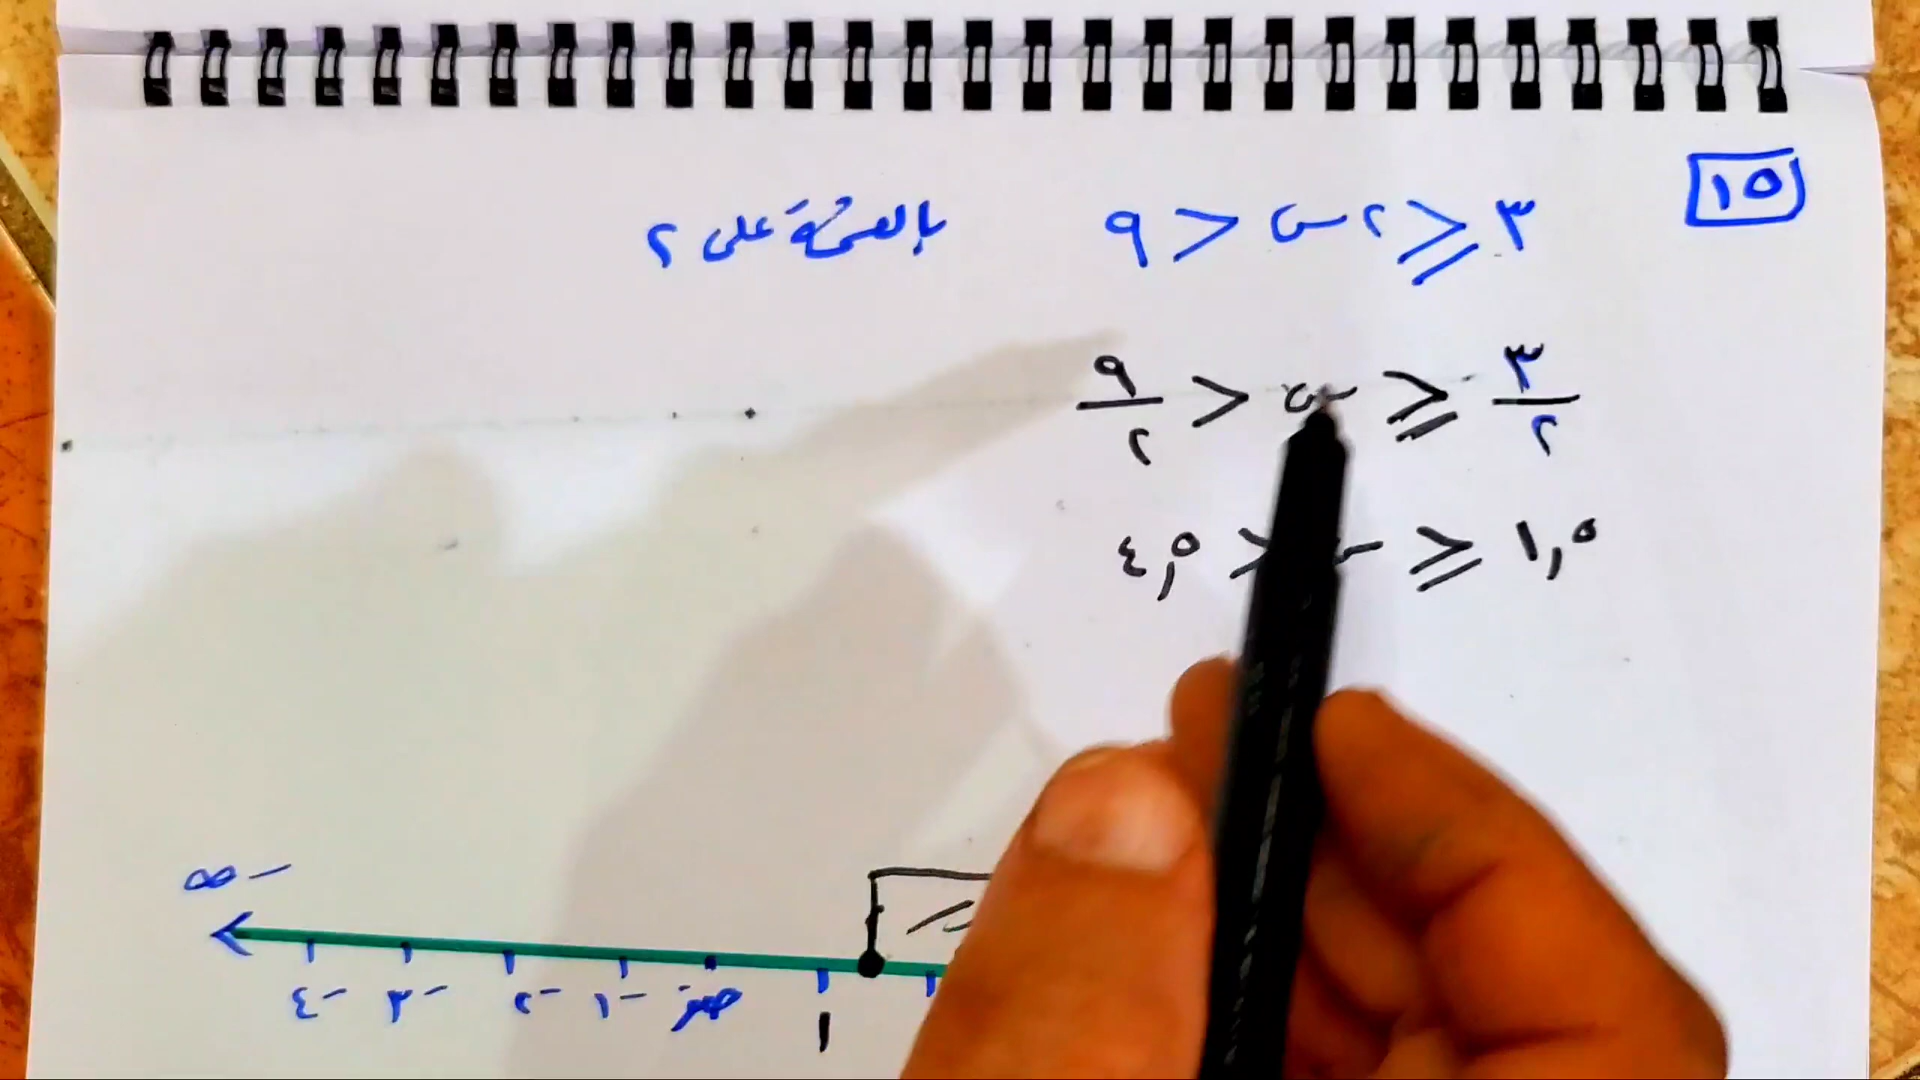 ١٥
٣ ≤ ٢س < ٩ بالقسمة على ٢
٣/٢ ≤ س < ٩/٢
١,٥ ≤ س < ٤,٥
-∞
١ صفر -١ -٢ -٣ -٤